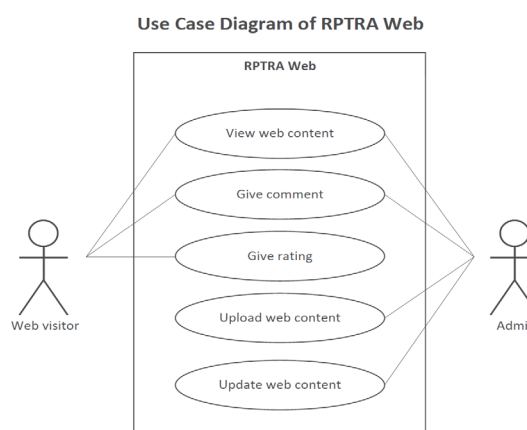 Use Case Diagram of RPTRA Web
RPTRA Web
View web content
Give comment
Give rating
Upload web content
Web visitor
Admi
Update web content